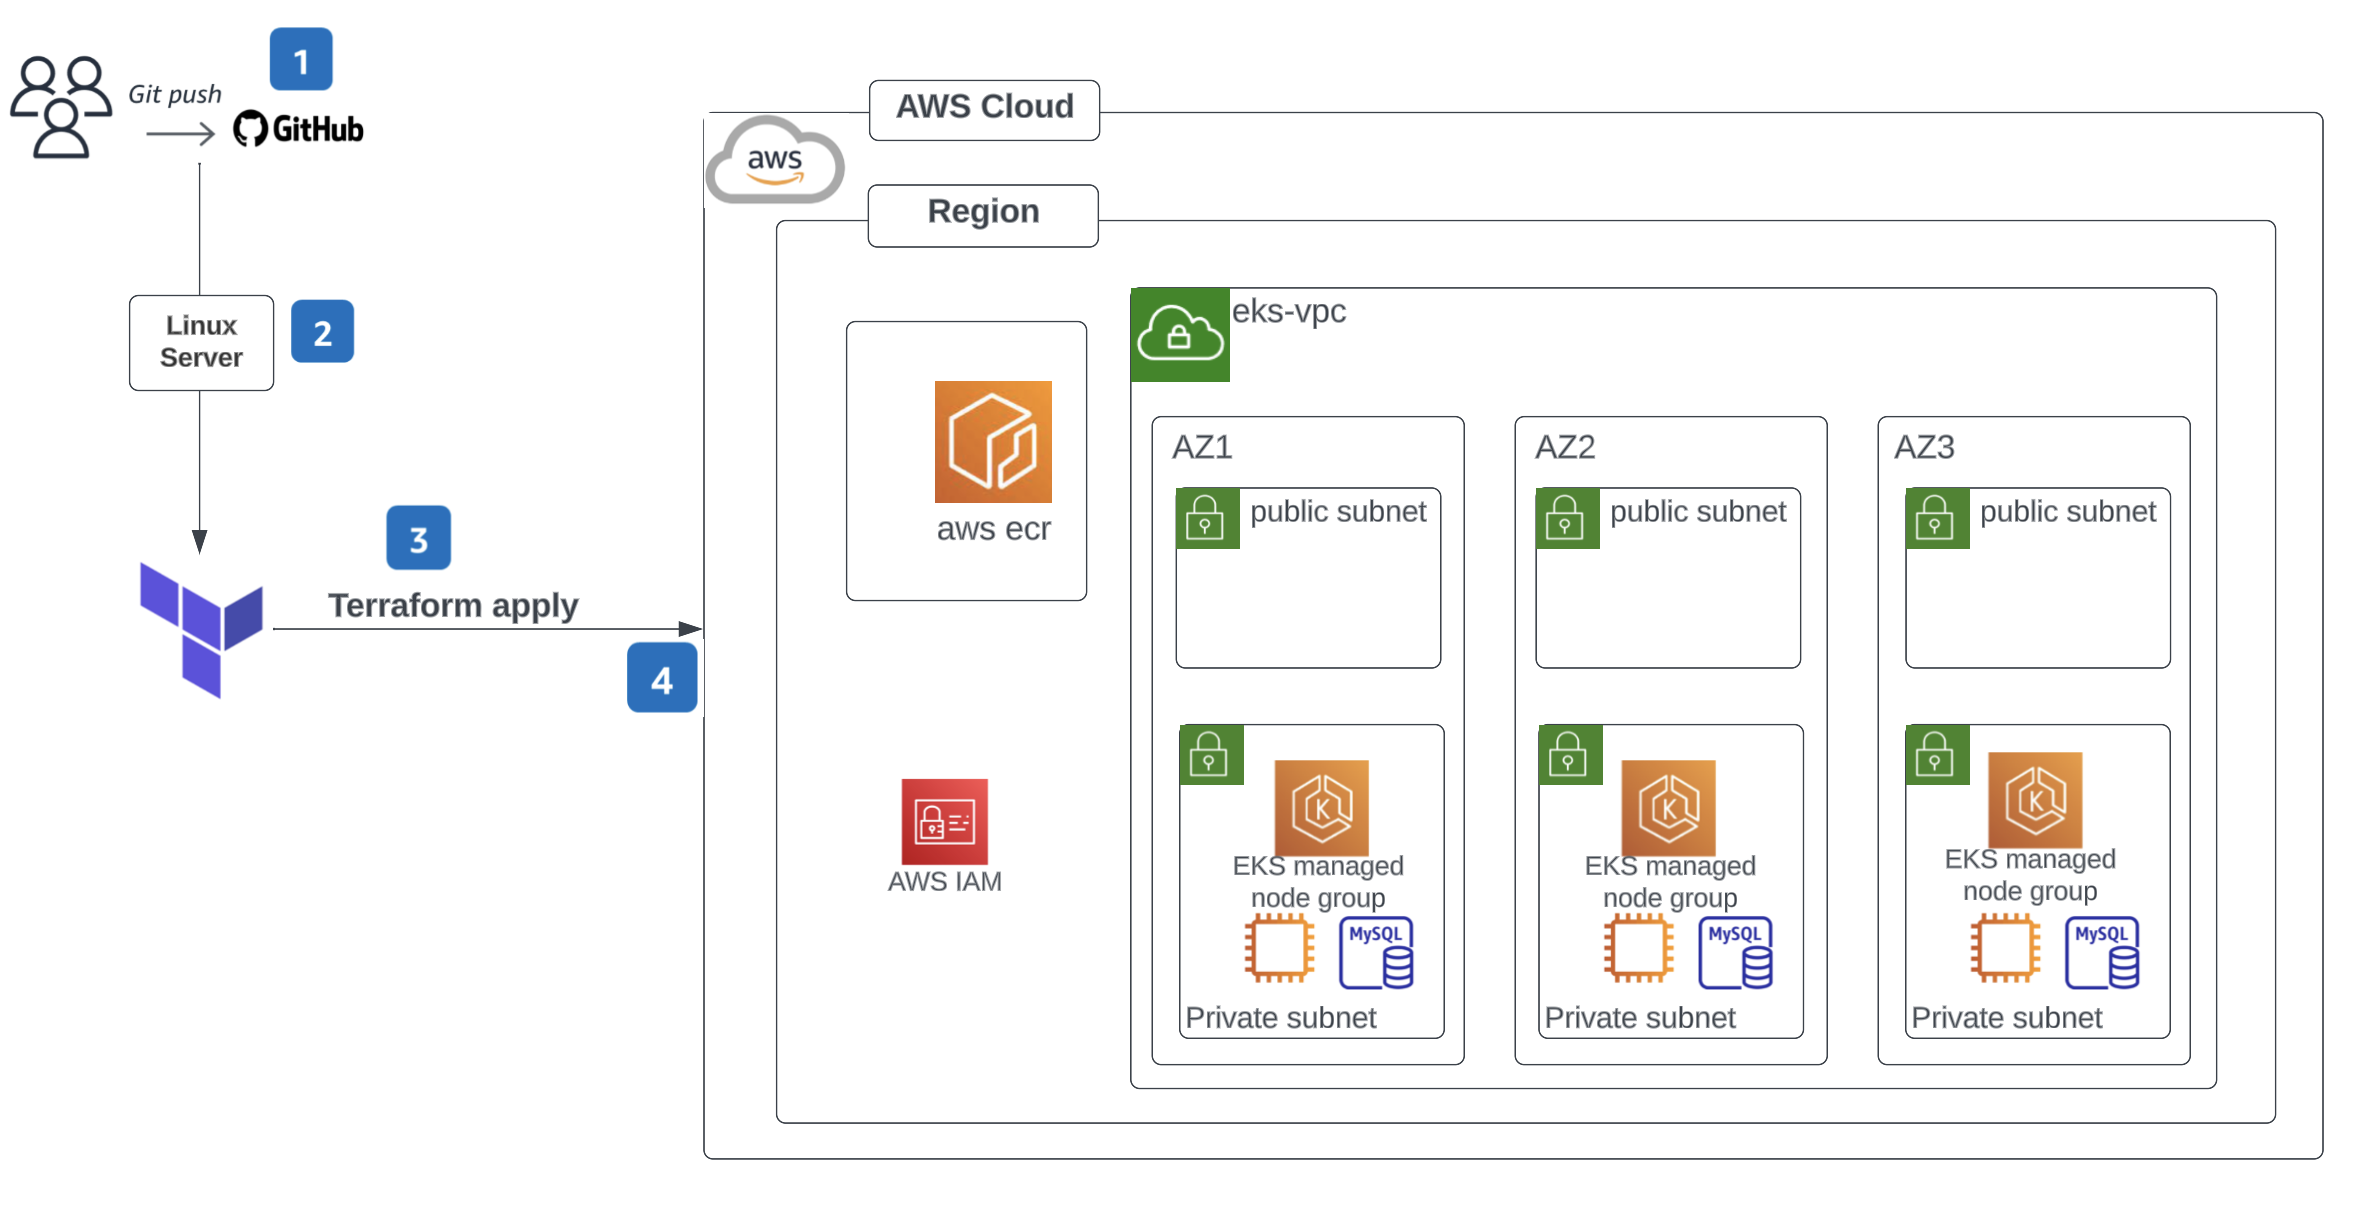 1
Git push
GitHub
AWS Cloud
aws
Region
Linux
Server
2
eks-vpc
aws ecr
AZ1
AZ2
AZ3
public subnet
public subnet
public subnet
3
Terraform apply
4
AWS IAM
K
EKS managed
node group
MySQL
Private subnet
K
EKS managed
node group
MySQL
Private subnet
K
EKS managed
node group
MySQL
Private subnet